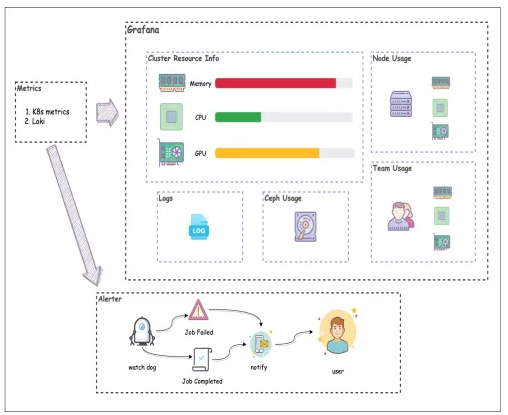 Grafana
Cluster Resource Info
Memory
CPU
GPU
Node Usage
Metrics
1. K8s metrics
2. Loki
Team Usage
Logs
LOG
Ceph Usage
Alerter
Job Failed
watch dog
Job Completed
notify
user